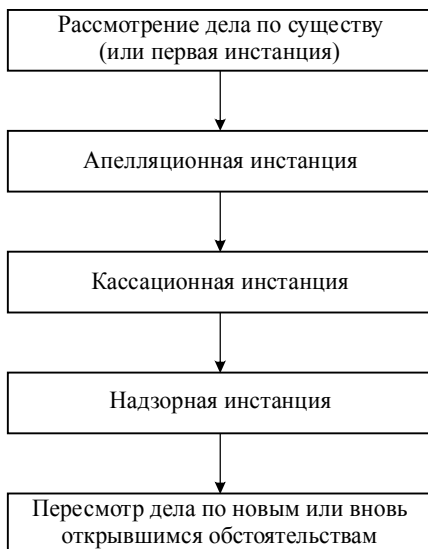 Рассмотрение дела по существу
(или первая инстанция)
Апелляционная инстанция
Кассационная инстанция
Надзорная инстанция
Пересмотр дела по новым или вновь
открывшимся обстоятельствам